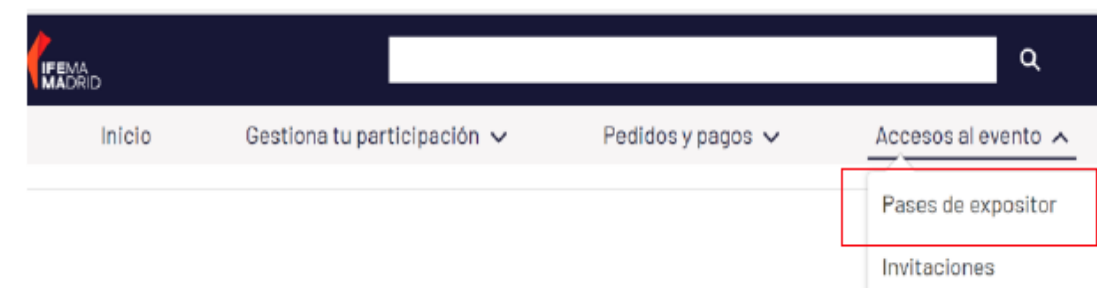 IFEMA
MADRID
Inicio Gestiona tu participación Pedidos y pagos Accesos al evento
Pases de expositor
Invitaciones